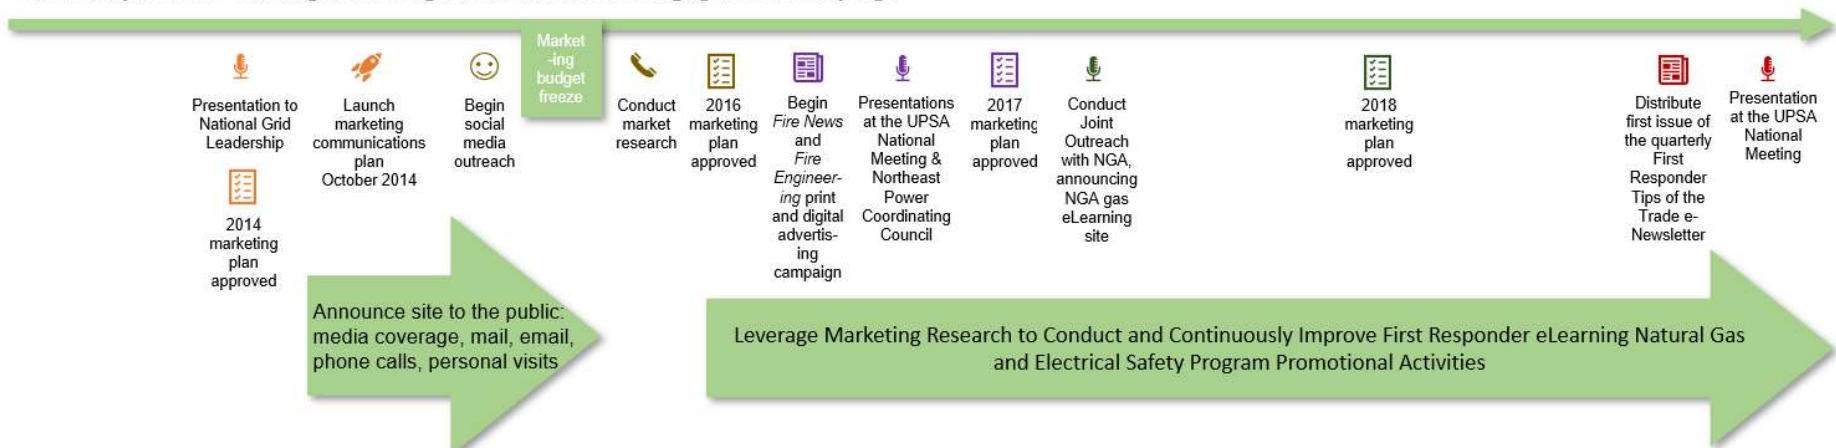 Market
-ing
budget
freeze
Presentation to
National Grid
Leadership
2014
marketing
plan
approved
Launch
marketing
communications
plan
October 2014
Begin
social
media
outreach
Conduct
market
research
2016
marketing
plan
approved
Begin
Fire News
and
Fire
Engineer-
ing print
and digital
advertis-
ing
campaign
Presentations
at the UPSA
National
Meeting &
Northeast
Power
Coordinating
Council
2017
marketing
plan
approved
Conduct
Joint
Outreach
with NGA,
announcing
NGA gas
eLearning
site
2018
marketing
plan
approved
Distribute
first issue of
the quarterly
First
Responder
Tips of the
Trade e-
Newsletter
Presentation
at the UPSA
National
Meeting
Announce site to the public:
media coverage, mail, email,
phone calls, personal visits
Leverage Marketing Research to Conduct and Continuously Improve First Responder eLearning Natural Gas
and Electrical Safety Program Promotional Activities